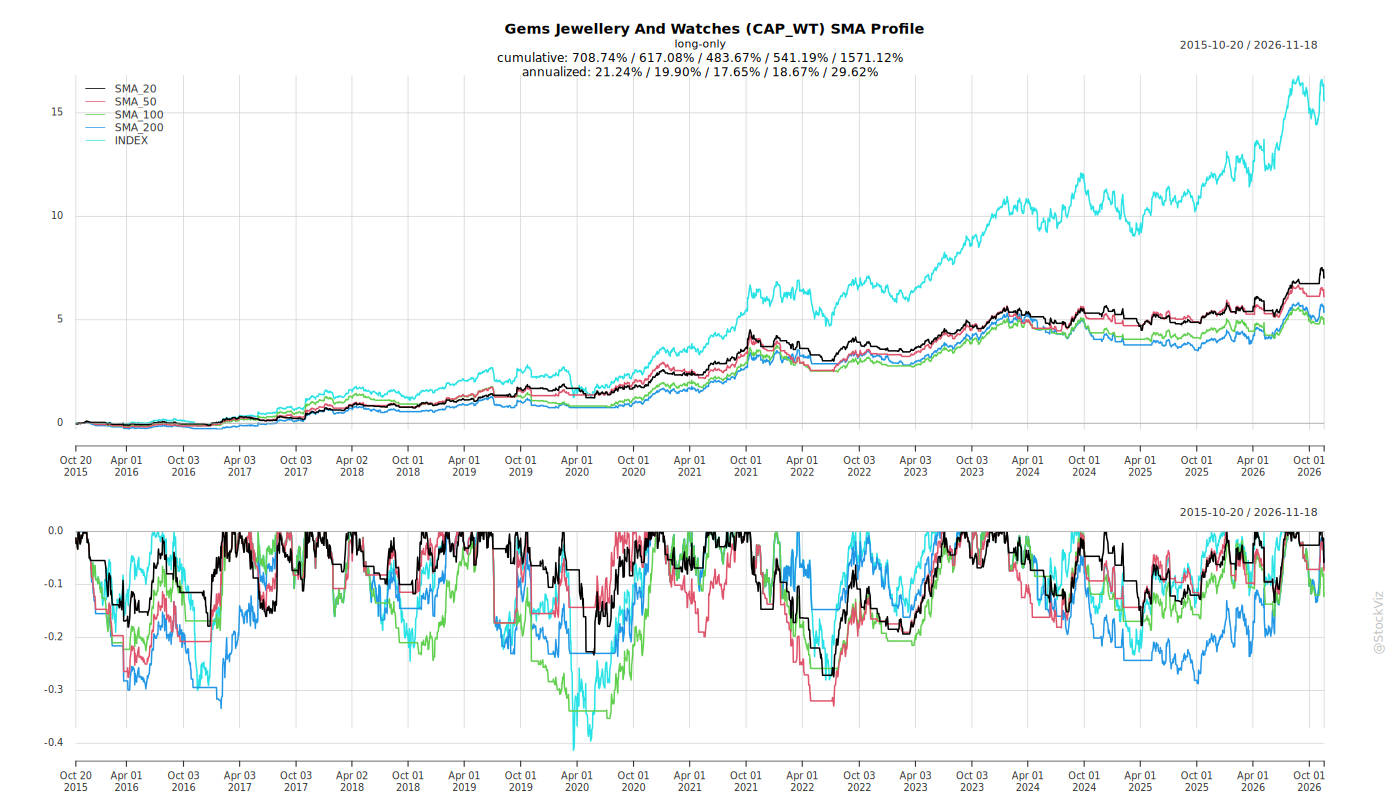 Gems Jewellery And Watches (CAP_WT) SMA Profile
long-only
cumulative: 708.74% / 617.08% / 483.67% / 541.19% / 1571.12%
annualized: 21.24% / 19.90% / 17.65% / 18.67% / 29.62%
2015-10-20 / 2026-11-18
SMA_20
SMA_50
SMA_100
SMA_200
INDEX
15
10
5
0
Oct 20 Apr 01 Oct 03 Apr 03 Oct 03 Apr 02 Oct 01 Apr 01 Oct 01 Apr 01 Oct 01 Apr 01 Oct 01 Apr 01 Oct 03 Apr 03 Oct 03 Apr 01 Oct 01 Apr 01 Oct 01 Apr 01 Oct 01
2015 2016 2016 2017 2017 2018 2018 2019 2019 2020 2020 2021 2021 2022 2022 2023 2023 2024 2024 2025 2025 2026 2026
2015-10-20 / 2026-11-18
0.0
-0.1
-0.2
-0.3
-0.4
Oct 20 Apr 01 Oct 03 Apr 03 Oct 03 Apr 02 Oct 01 Apr 01 Oct 01 Apr 01 Oct 01 Apr 01 Oct 01 Apr 01 Oct 03 Apr 03 Oct 03 Apr 01 Oct 01 Apr 01 Oct 01 Apr 01 Oct 01
2015 2016 2016 2017 2017 2018 2018 2019 2019 2020 2020 2021 2021 2022 2022 2023 2023 2024 2024 2025 2025 2026 2026
@StockViz